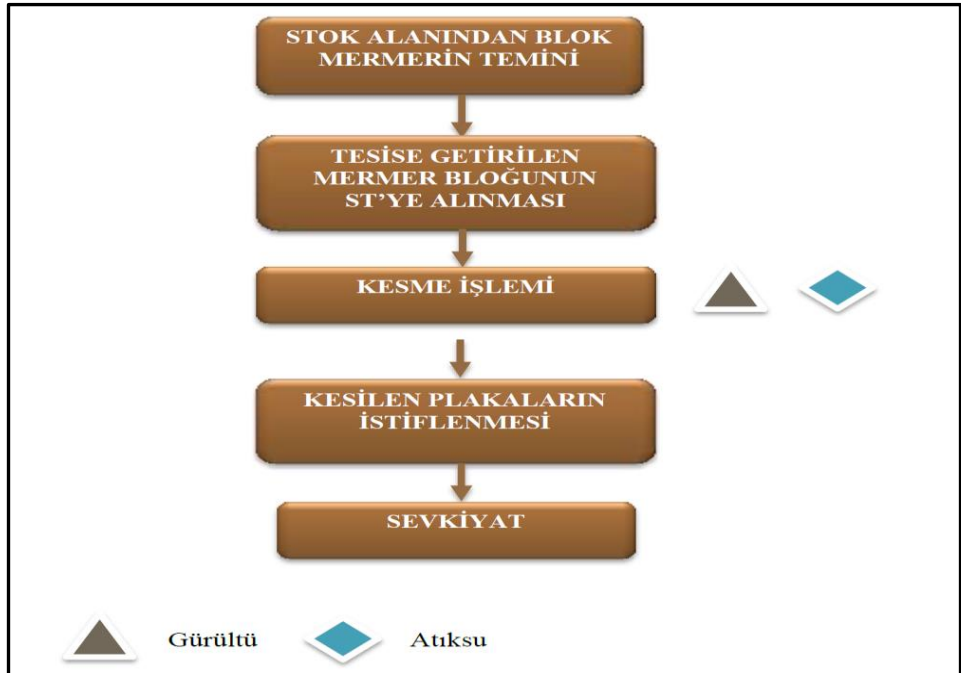 STOK ALANINDAN BLOK
MERMERİN TEMİNİ
TESİSE GETİRİLEN
MERMER BLOĞUNUN
ST'YE ALINMASI
KESME İŞLEMİ
KESİLEN PLAKALARIN
İSTİFLENMESİ
SEVKİYAT
Gürültü
Atıksu